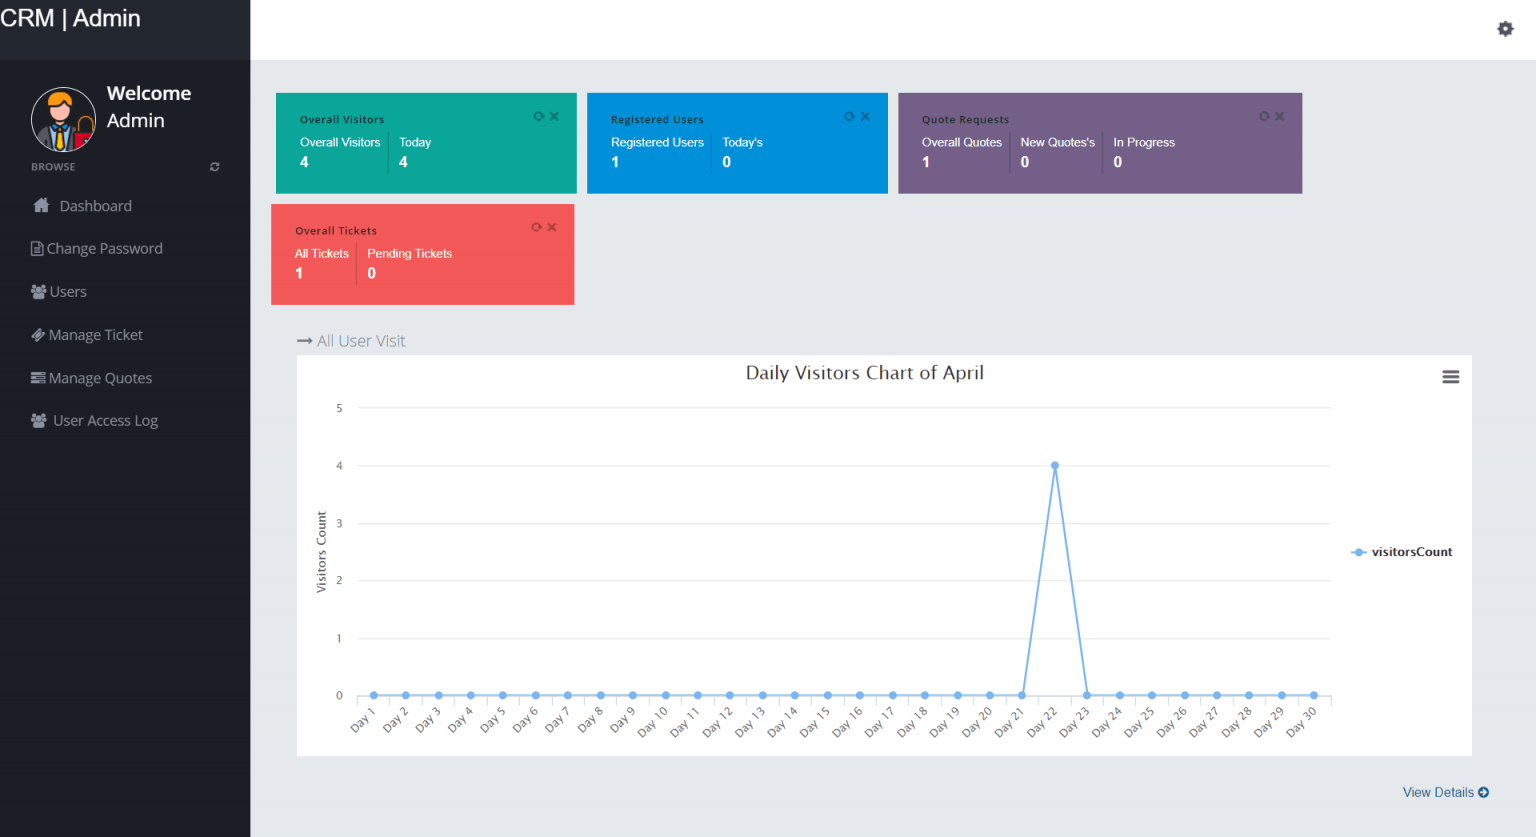 CRM | Admin
Welcome
Admin
BROWSE
Dashboard
Change Password
Users
Manage Ticket
Manage Quotes
User Access Log
Overall Visitors
Overall Visitors Today
4 4
Registered Users
Registered Users Today's
1 0
Quote Requests
Overall Quotes New Quotes's In Progress
1 0 0
Overall Tickets
All Tickets Pending Tickets
1 0
All User Visit
Daily Visitors Chart of April
Visitors Count
5
4
3
2
1
0
Day 1 Day 2 Day 3 Day 4 Day 5 Day 6 Day 7 Day 8 Day 9 Day 10 Day 11 Day 12 Day 13 Day 14 Day 15 Day 16 Day 17 Day 18 Day 19 Day 20 Day 21 Day 22 Day 23 Day 24 Day 25 Day 26 Day 27 Day 28 Day 29 Day 30
visitorsCount
View Details